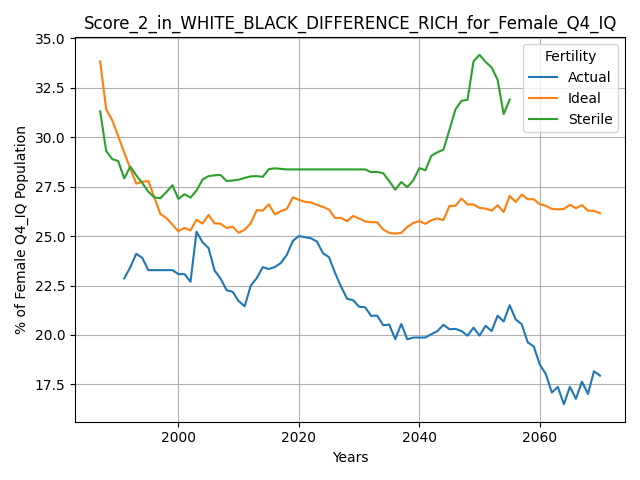 Score_2_in_WHITE_BLACK_DIFFERENCE_RICH_for_Female_Q4_IQ
% of Female Q4_IQ Population
35.0
32.5
30.0
27.5
25.0
22.5
20.0
17.5
Fertility
Actual
Ideal
Sterile
2000
2020
2040
2060
Years